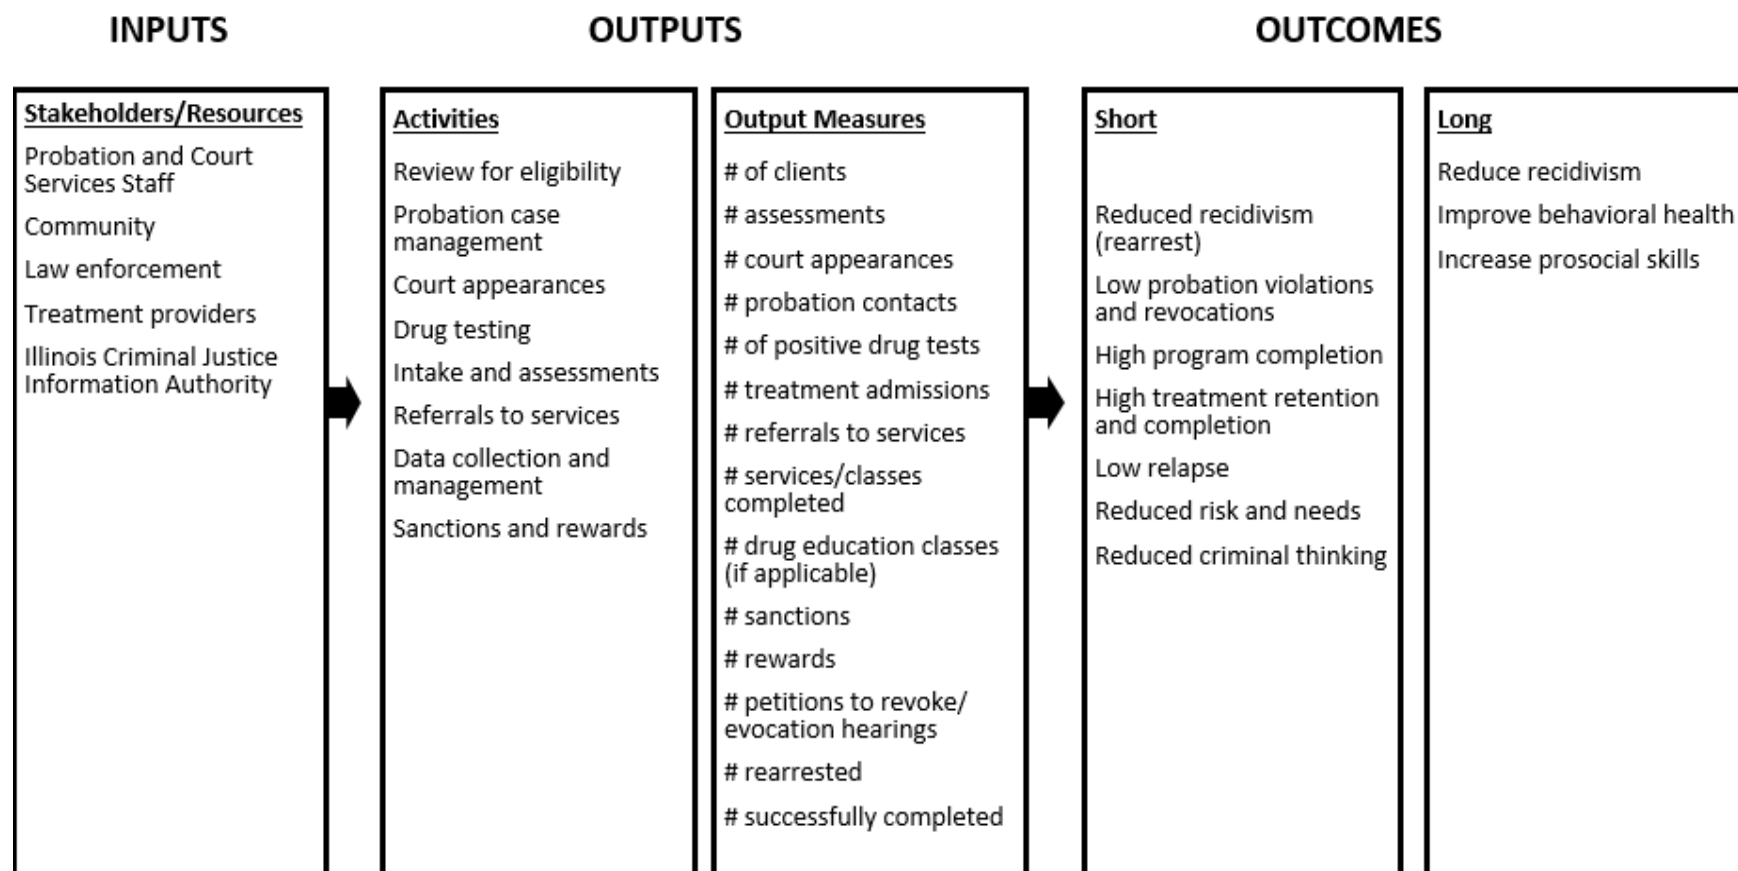 INPUTS
OUTPUTS
OUTCOMES
Stakeholders/Resources
Probation and Court
Services Staff
Community
Law enforcement
Treatment providers
Illinois Criminal Justice
Information Authority
Activities
Review for eligibility
Probation case
management
Court appearances
Drug testing
Intake and assessments
Referrals to services
Data collection and
management
Sanctions and rewards
Output Measures
# of clients
# assessments
# court appearances
# probation contacts
# of positive drug tests
# treatment admissions
# referrals to services
# services/classes
completed
# drug education classes
(if applicable)
# sanctions
# rewards
# petitions to revoke/
evocation hearings
# rearrested
# successfully completed
Short
Reduced recidivism
(rearrest)
Low probation violations
and revocations
High program completion
High treatment retention
and completion
Low relapse
Reduced risk and needs
Reduced criminal thinking
Long
Reduce recidivism
Improve behavioral health
Increase prosocial skills